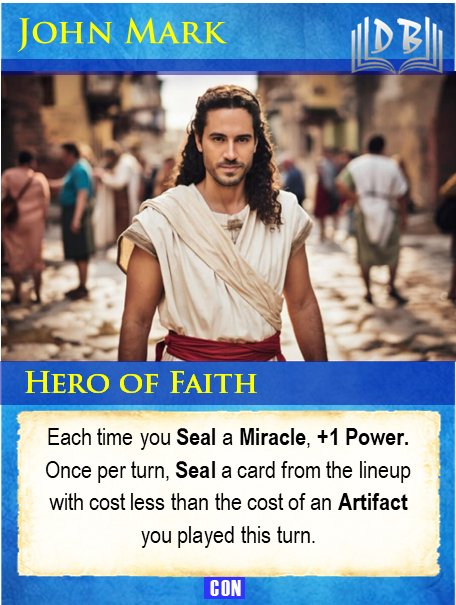 John Mark
DB
Hero of Faith
Each time you Seal a Miracle, +1 Power.
Once per turn, Seal a card from the lineup
with cost less than the cost of an Artifact
you played this turn.
CON